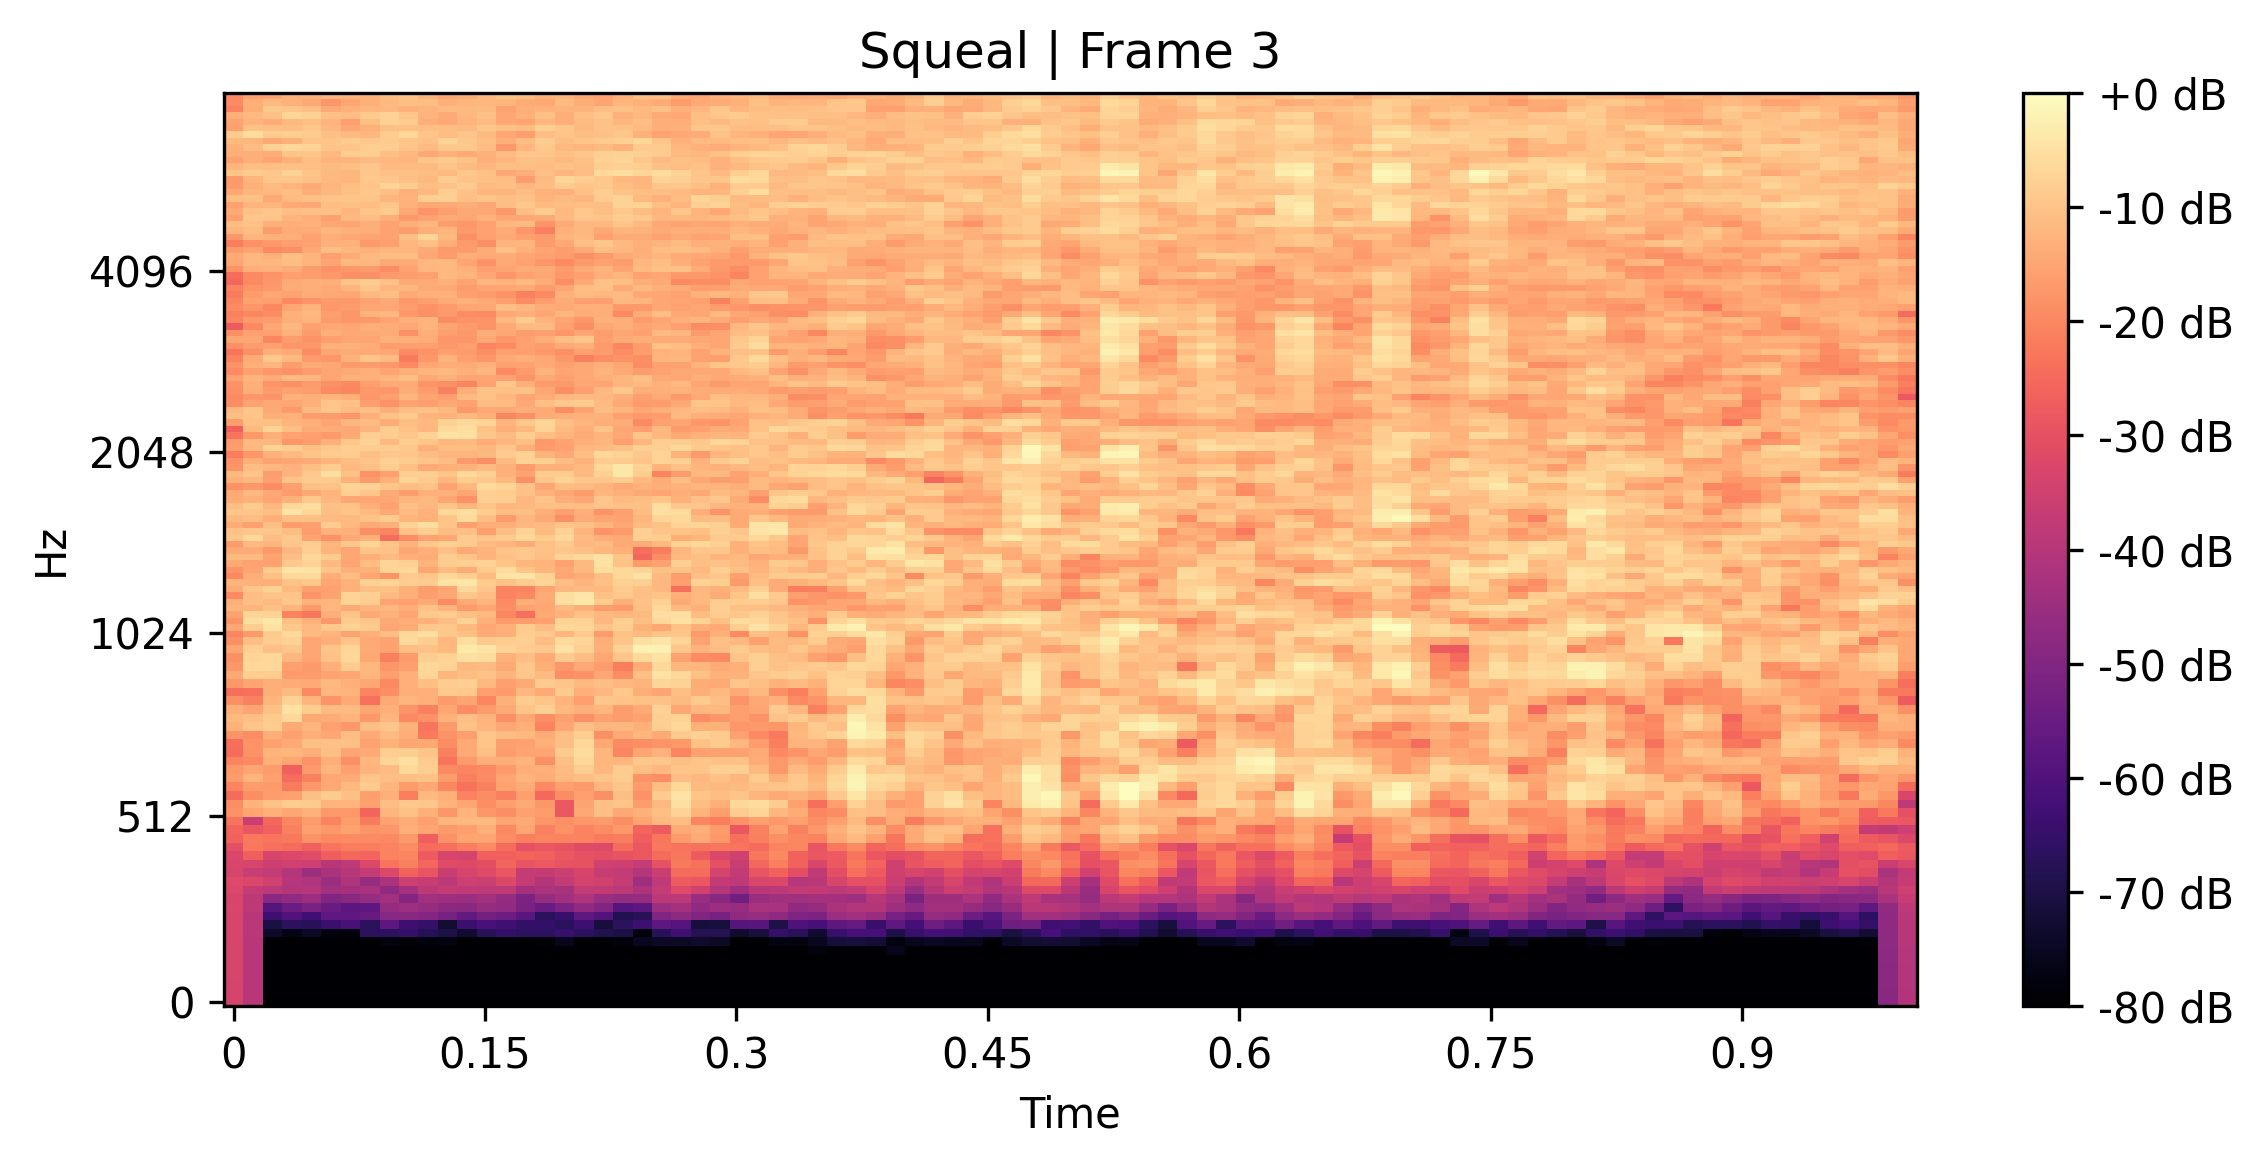 Squeal | Frame 3
+0 dB
-10 dB
-20 dB
-30 dB
-40 dB
-50 dB
-60 dB
-70 dB
-80 dB
4096
2048
1024
512
0
Hz
0 0.15 0.3 0.45 0.6 0.75 0.9
Time